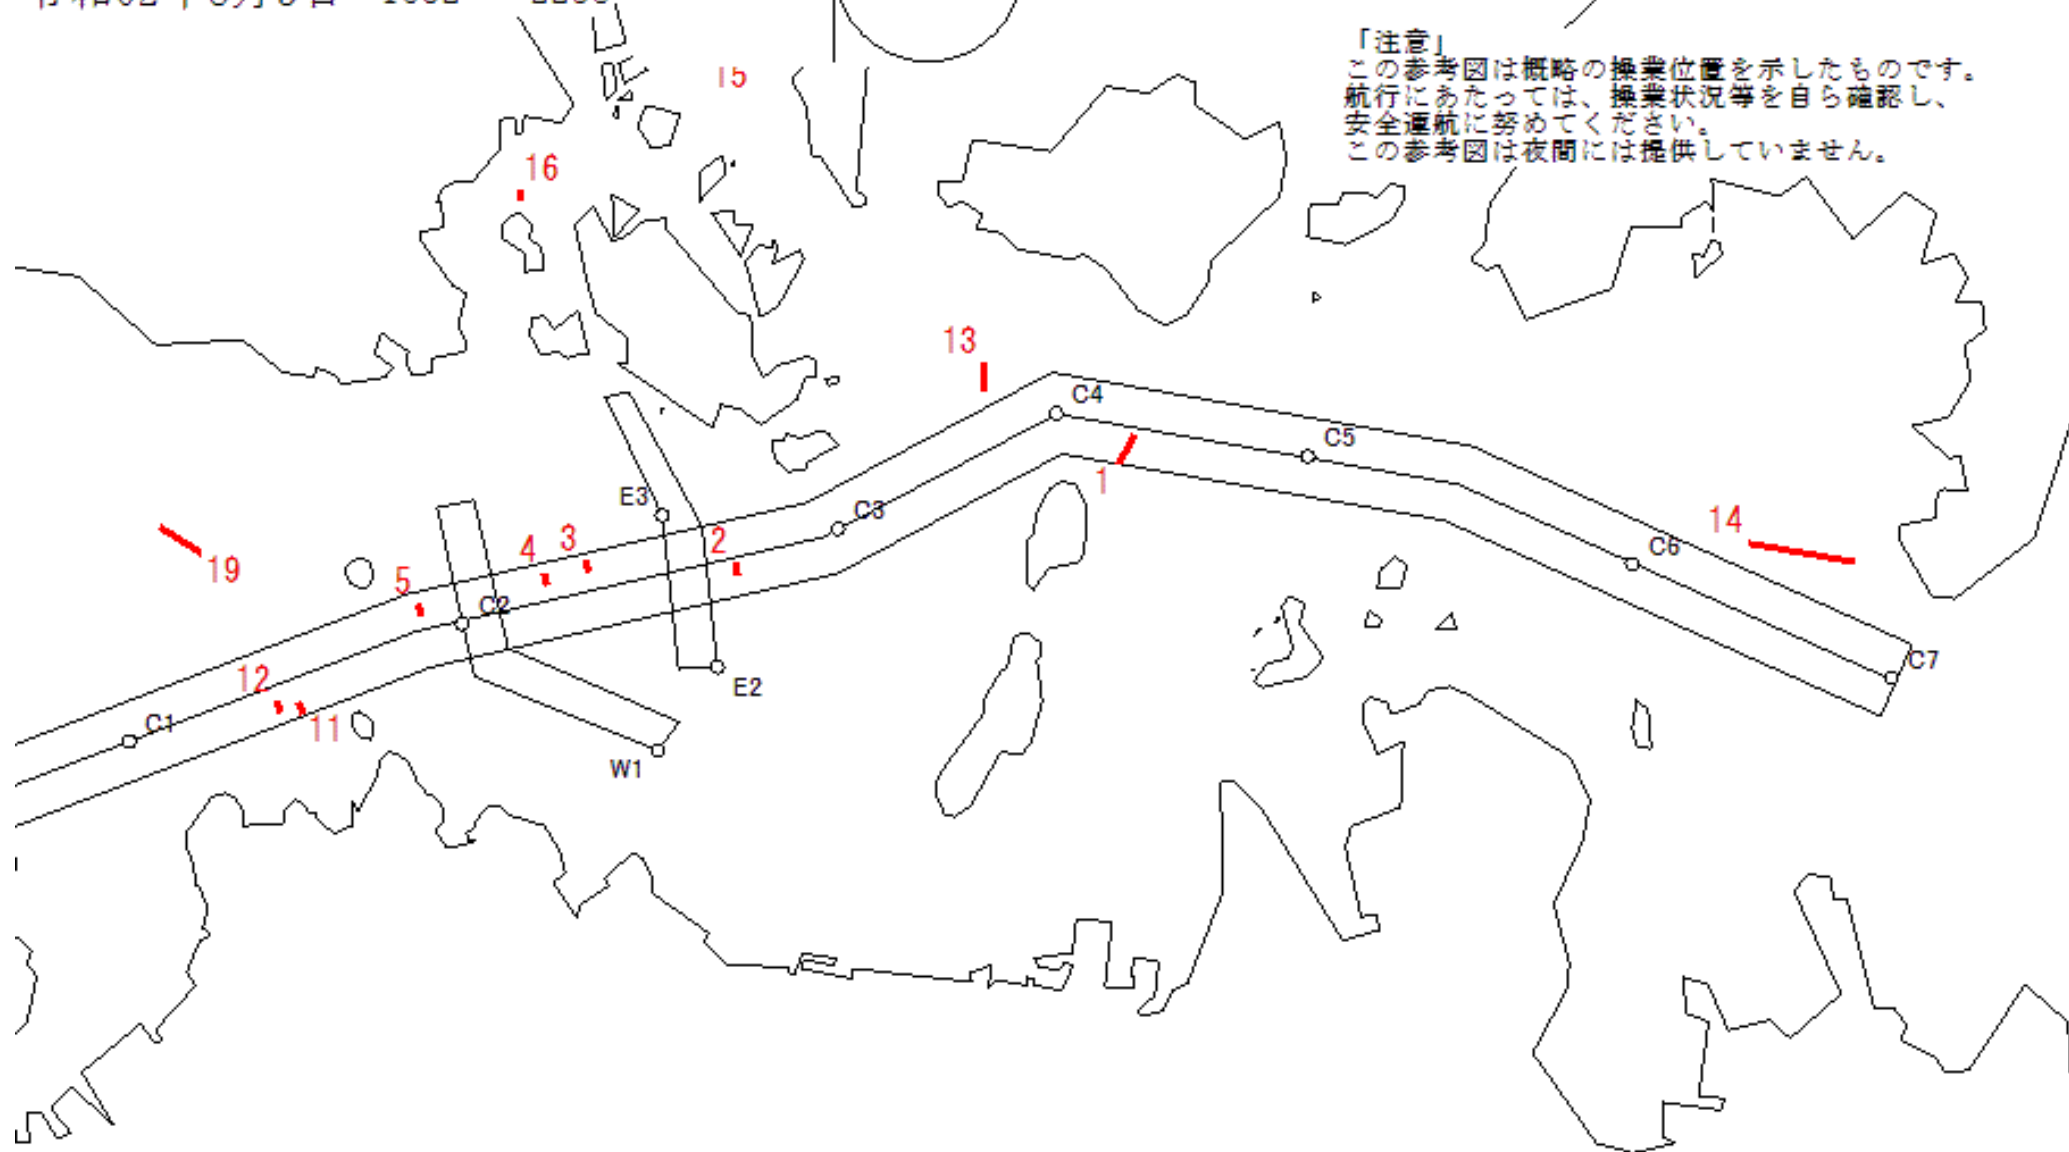 「注意」
この参考図は概略の操業位置を示したものです。
航行にあたっては、操業状況等を自ら確認し、
安全運航に努めてください。
この参考図は夜間には提供していません。
15
16
13
C4
C5
1
14
C6
C7
E3
C3
2
3
4
5
C2
19
E2
12
11
C1
W1